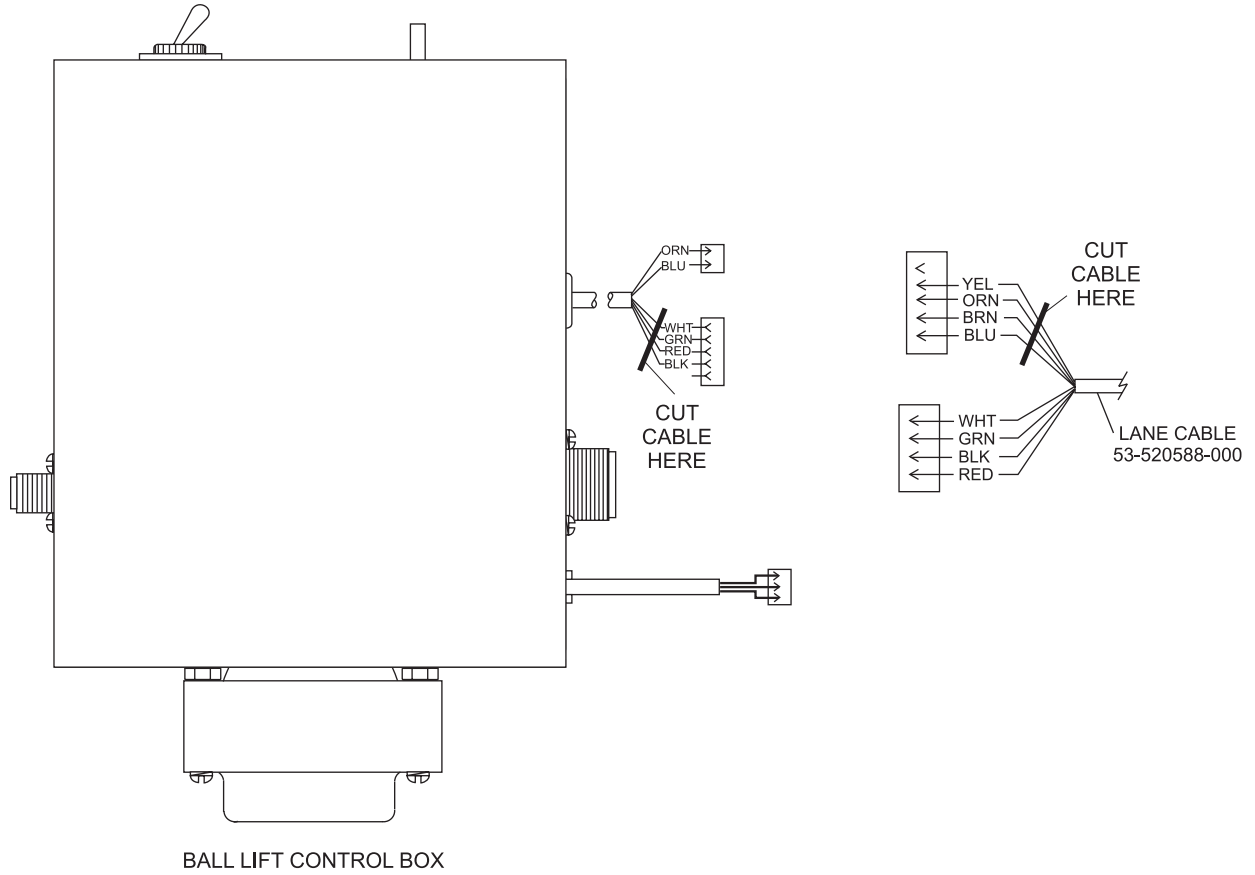 ORN
BLU
WHT
GRN
RED
BLK
CUT
CABLE
HERE
YEL
ORN
BRN
BLU
CUT
CABLE
HERE
WHT
GRN
BLK
RED
LANE CABLE
53-520588-000
BALL LIFT CONTROL BOX